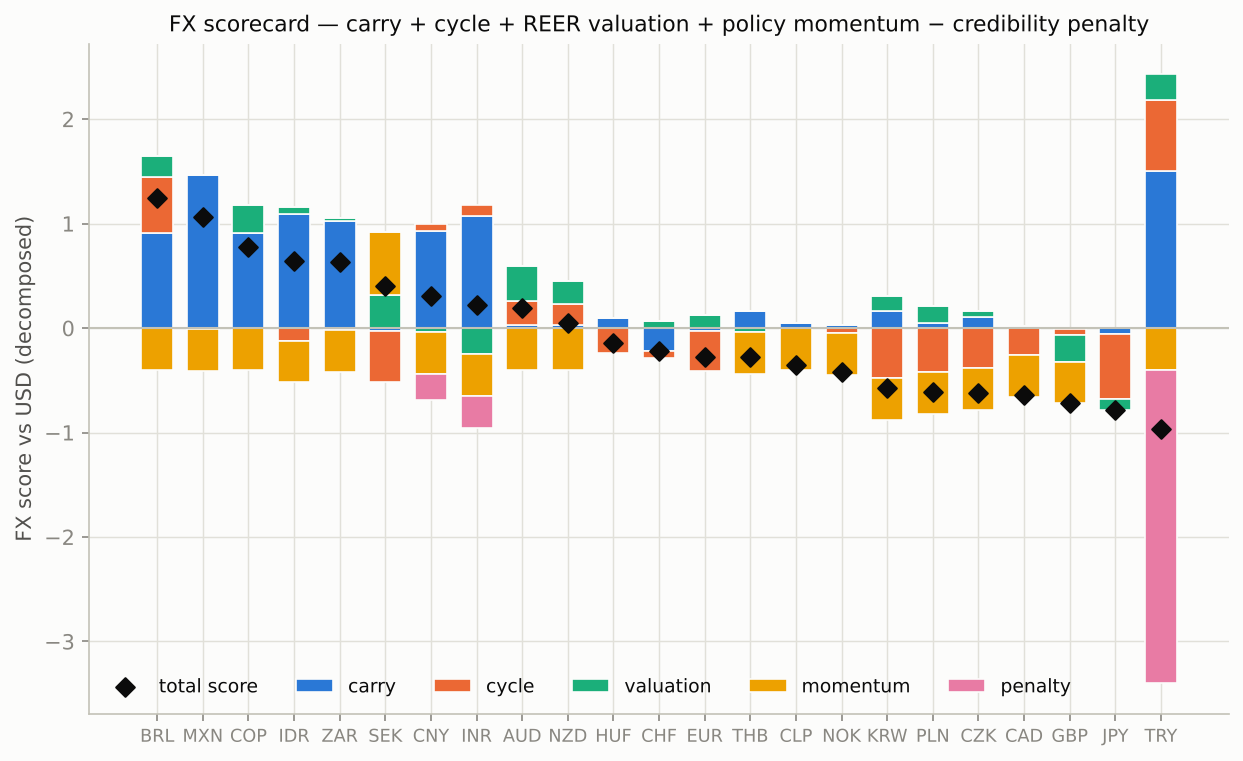 FX scorecard — carry + cycle + REER valuation + policy momentum − credibility penalty
FX score vs USD (decomposed)
2
1
0
−1
−2
−3
total score
carry
cycle
valuation
momentum
penalty
BRL MXN COP IDR ZAR SEK CNY INR AUD NZD HUF CHF EUR THB CLP NOK KRW PLN CZK CAD GBP JPY TRY